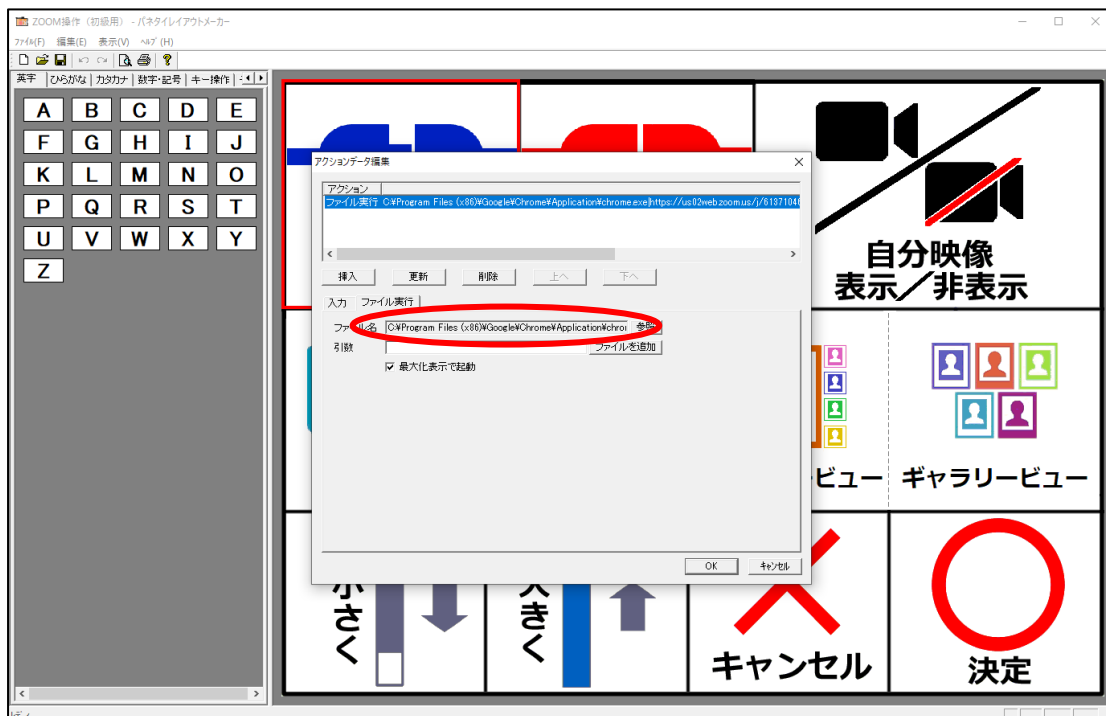 ZOOM操作（初級用） - パネタイレイアウトメーカー
ファイル(F) 編集(E) 表示(V) ヘルプ(H)
英字 ひらがな カタカナ 数字・記号 キー操作
A B C D E
F G H I J
K L M N O
P Q R S T
U V W X Y
Z
アクションデータ編集
アクション
ファイル実行 C:¥Program Files (x86)¥Google¥Chrome¥Application¥chrome.exe|https://us02web.zoom.us/j/61371046
挿入 更新 削除 上へ 下へ
入力 ファイル実行
ファイル名 C:¥Program Files (x86)¥Google¥Chrome¥Application¥chro 参照
引数 ファイルを追加
最大化表示で起動
OK キャンセル
自分映像
表示／非表示
ビュー ギャラリービュー
小さく
大きく
キャンセル
決定